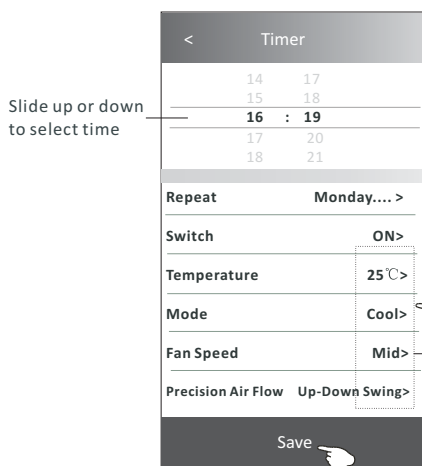 < Timer
14 17
15 18
Slide up or down
to select time
16 : 19
17 20
18 21
Repeat Monday.... >
Switch ON>
Temperature 25℃>
Mode Cool>
Fan Speed Mid>
Precision Air Flow Up-Down Swing>
Save